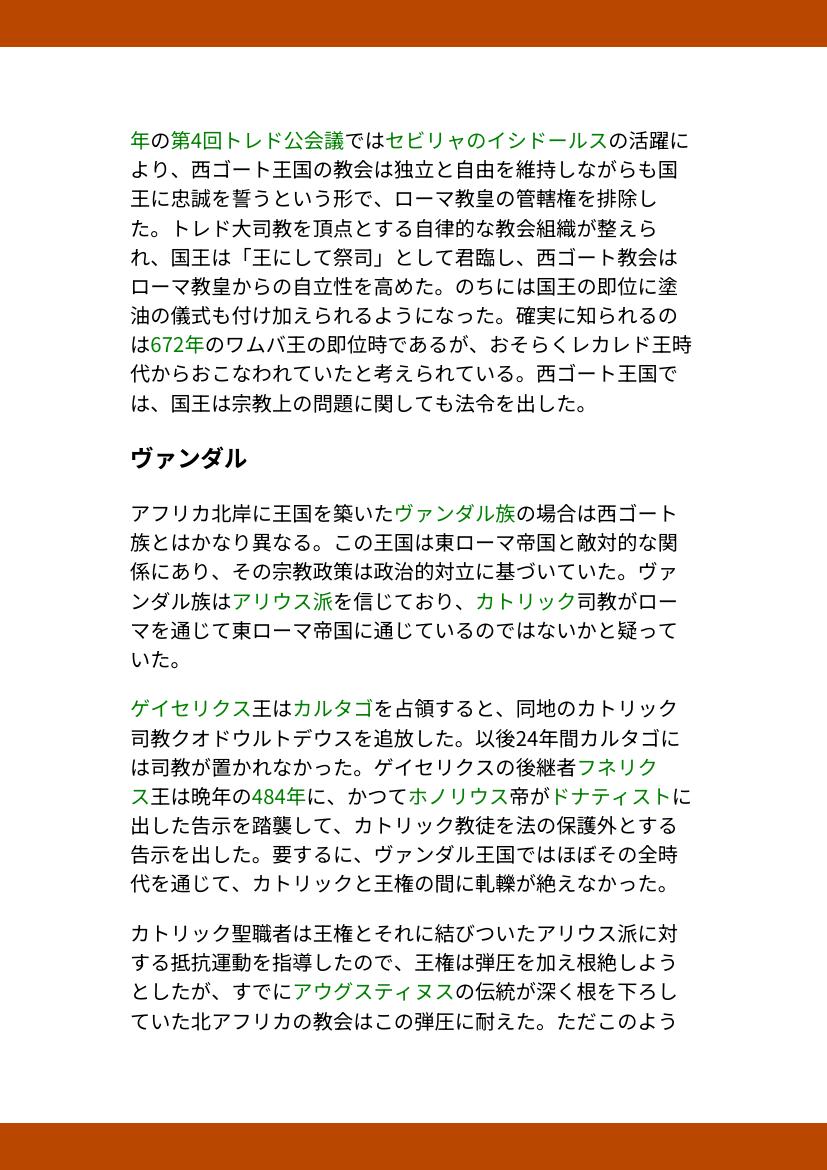 年の第4回トレド公会議ではセビリャのイシドールスの活躍に
より、西ゴート王国の教会は独立と自由を維持しながらも国
王に忠誠を誓うという形で、ローマ教皇の管轄権を排除し
た。トレド大司教を頂点とする自律的な教会組織が整えら
れ、国王は「王にして祭司」として君臨し、西ゴート教会は
ローマ教皇からの自立性を高めた。のちには国王の即位に塗
油の儀式も付け加えられるようになった。確実に知られるの
は672年のワムバ王の即位時であるが、おそらくレカレド王時
代からおこなわれていたと考えられている。西ゴート王国で
は、国王は宗教上の問題に関しても法令を出した。
ヴァンダル
アフリカ北岸に王国を築いたヴァンダル族の場合は西ゴート
族とはかなり異なる。この王国は東ローマ帝国と敵対的な関
係にあり、その宗教政策は政治的対立に基づいていた。ヴァ
ンダル族はアリウス派を信じており、カトリック司教がロー
マを通じて東ローマ帝国に通じているのではないかと疑って
いた。
ゲイセリクス王はカルタゴを占領すると、同地のカトリック
司教クオドウルトデウスを追放した。以後24年間カルタゴに
は司教が置かれなかった。ゲイセリクスの後継者フネリク
ス王は晩年の484年に、かつてホノリウス帝がドナティストに
出した告示を踏襲して、カトリック教徒を法の保護外とする
告示を出した。要するに、ヴァンダル王国ではほぼその全時
代を通じて、カトリックと王権の間に軋轢が絶えなかった。
カトリック聖職者は王権とそれに結びついたアリウス派に対
する抵抗運動を指導したので、王権は弾圧を加え根絶しよう
としたが、すでにアウグスティヌスの伝統が深く根を下ろし
ていた北アフリカの教会はこの弾圧に耐えた。ただこのよう